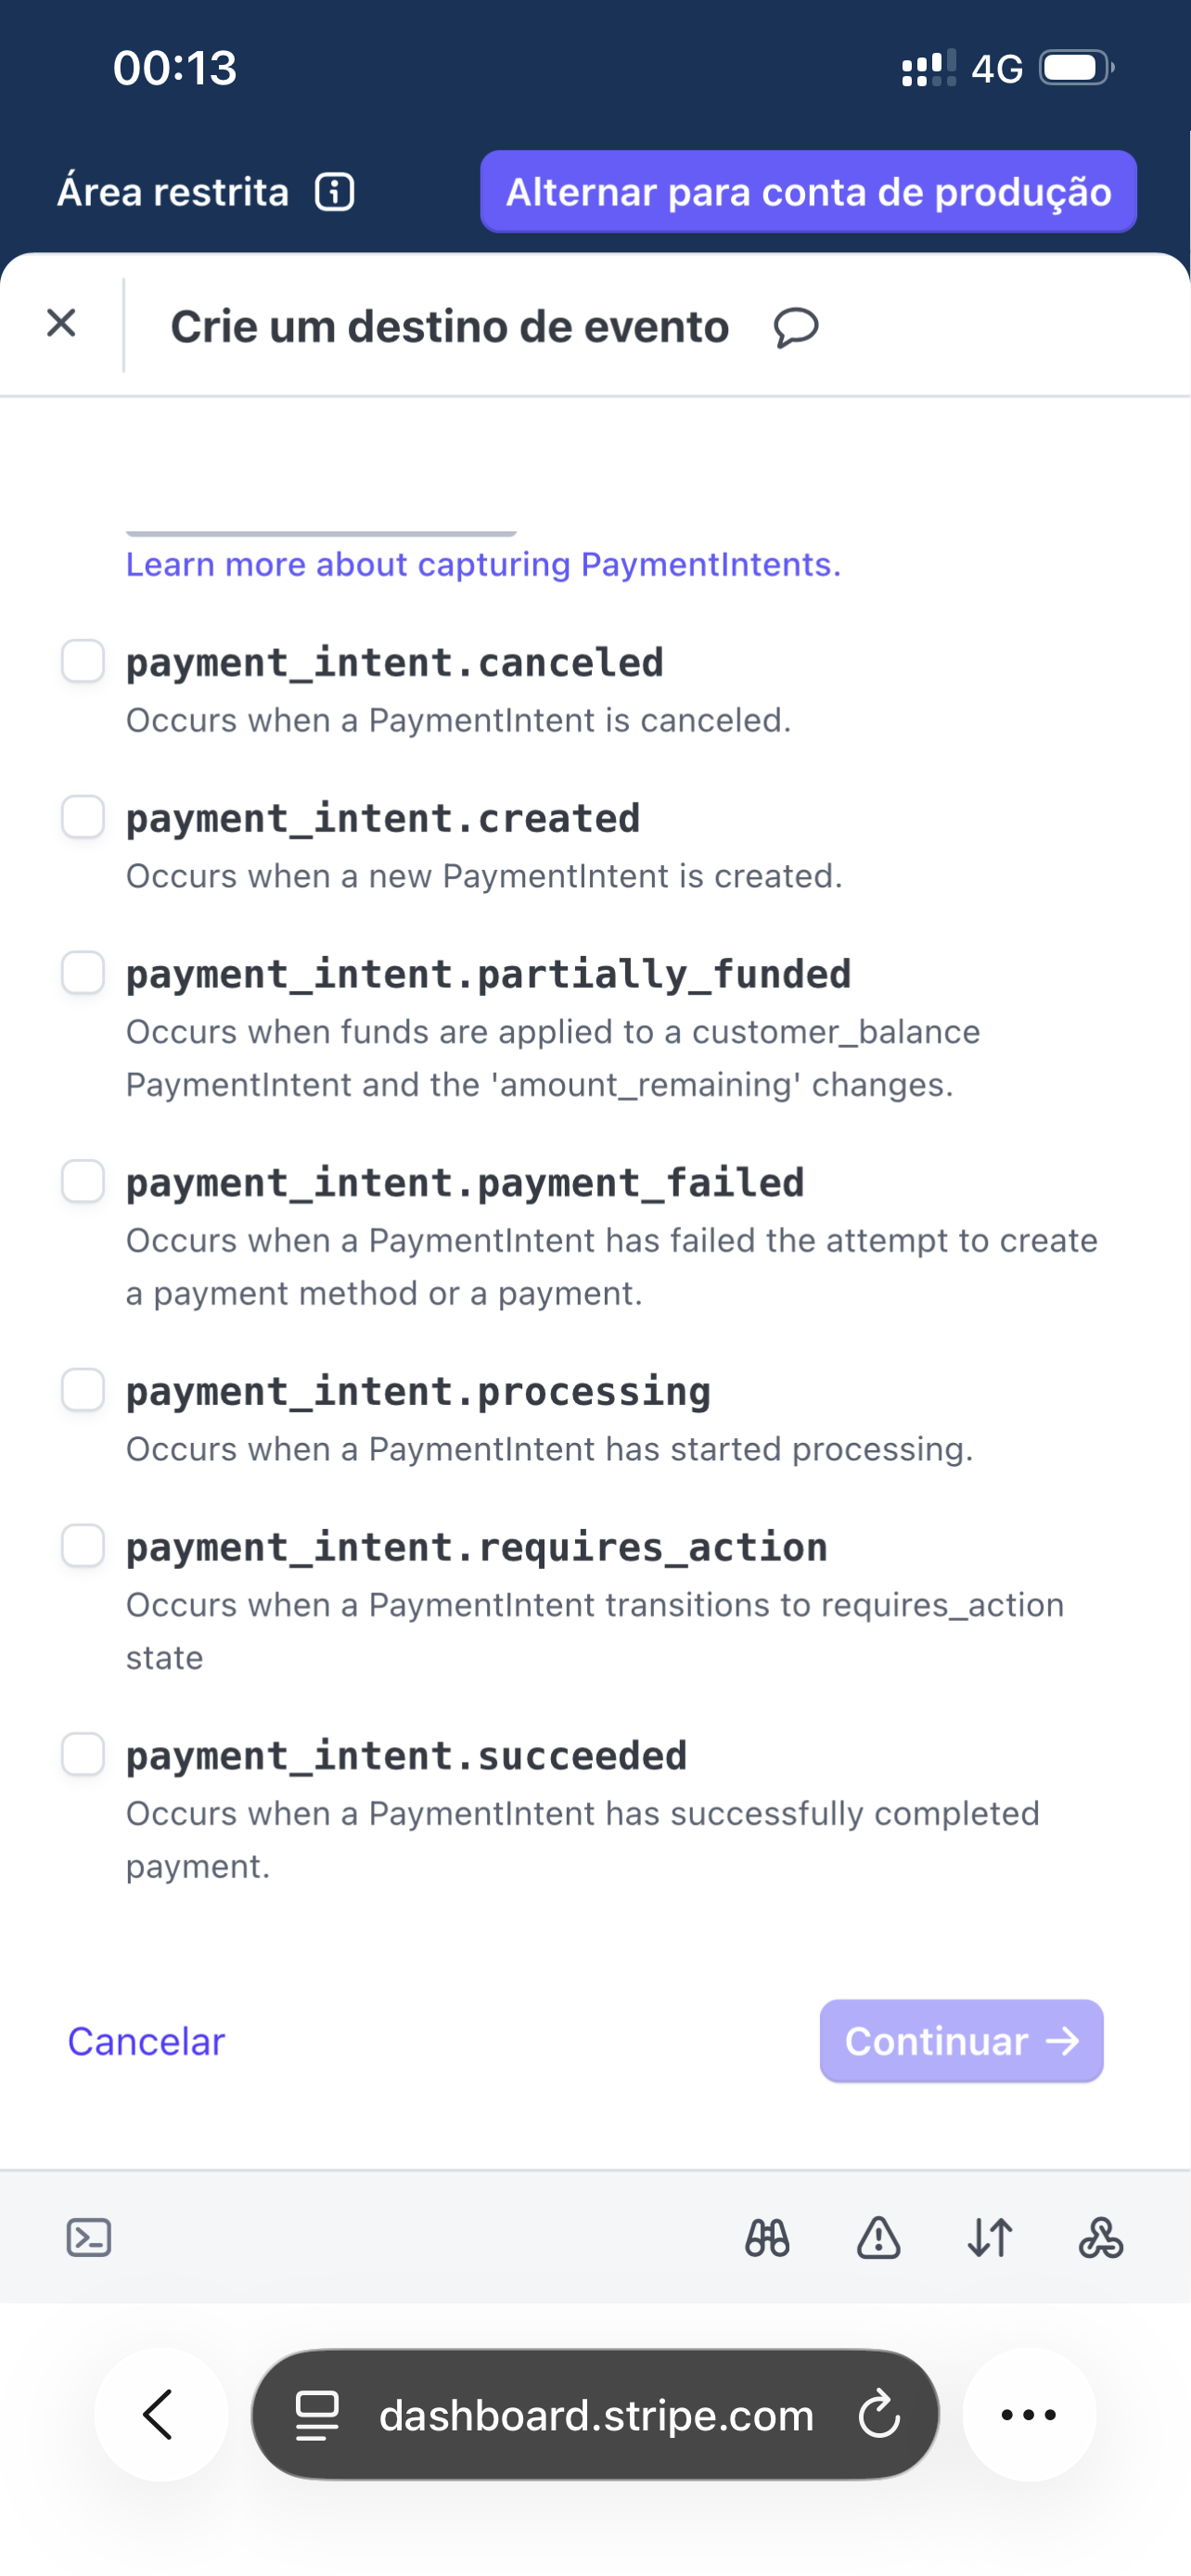 00:13
4G
Área restrita
Alternar para conta de produção
Crie um destino de evento
Learn more about capturing PaymentIntents.
payment_intent.canceled
Occurs when a PaymentIntent is canceled.
payment_intent.created
Occurs when a new PaymentIntent is created.
payment_intent.partially_funded
Occurs when funds are applied to a customer_balance
PaymentIntent and the 'amount_remaining' changes.
payment_intent.payment_failed
Occurs when a PaymentIntent has failed the attempt to create
a payment method or a payment.
payment_intent.processing
Occurs when a PaymentIntent has started processing.
payment_intent.requires_action
Occurs when a PaymentIntent transitions to requires_action
state
payment_intent.succeeded
Occurs when a PaymentIntent has successfully completed
payment.
Cancelar
Continuar →
dashboard.stripe.com